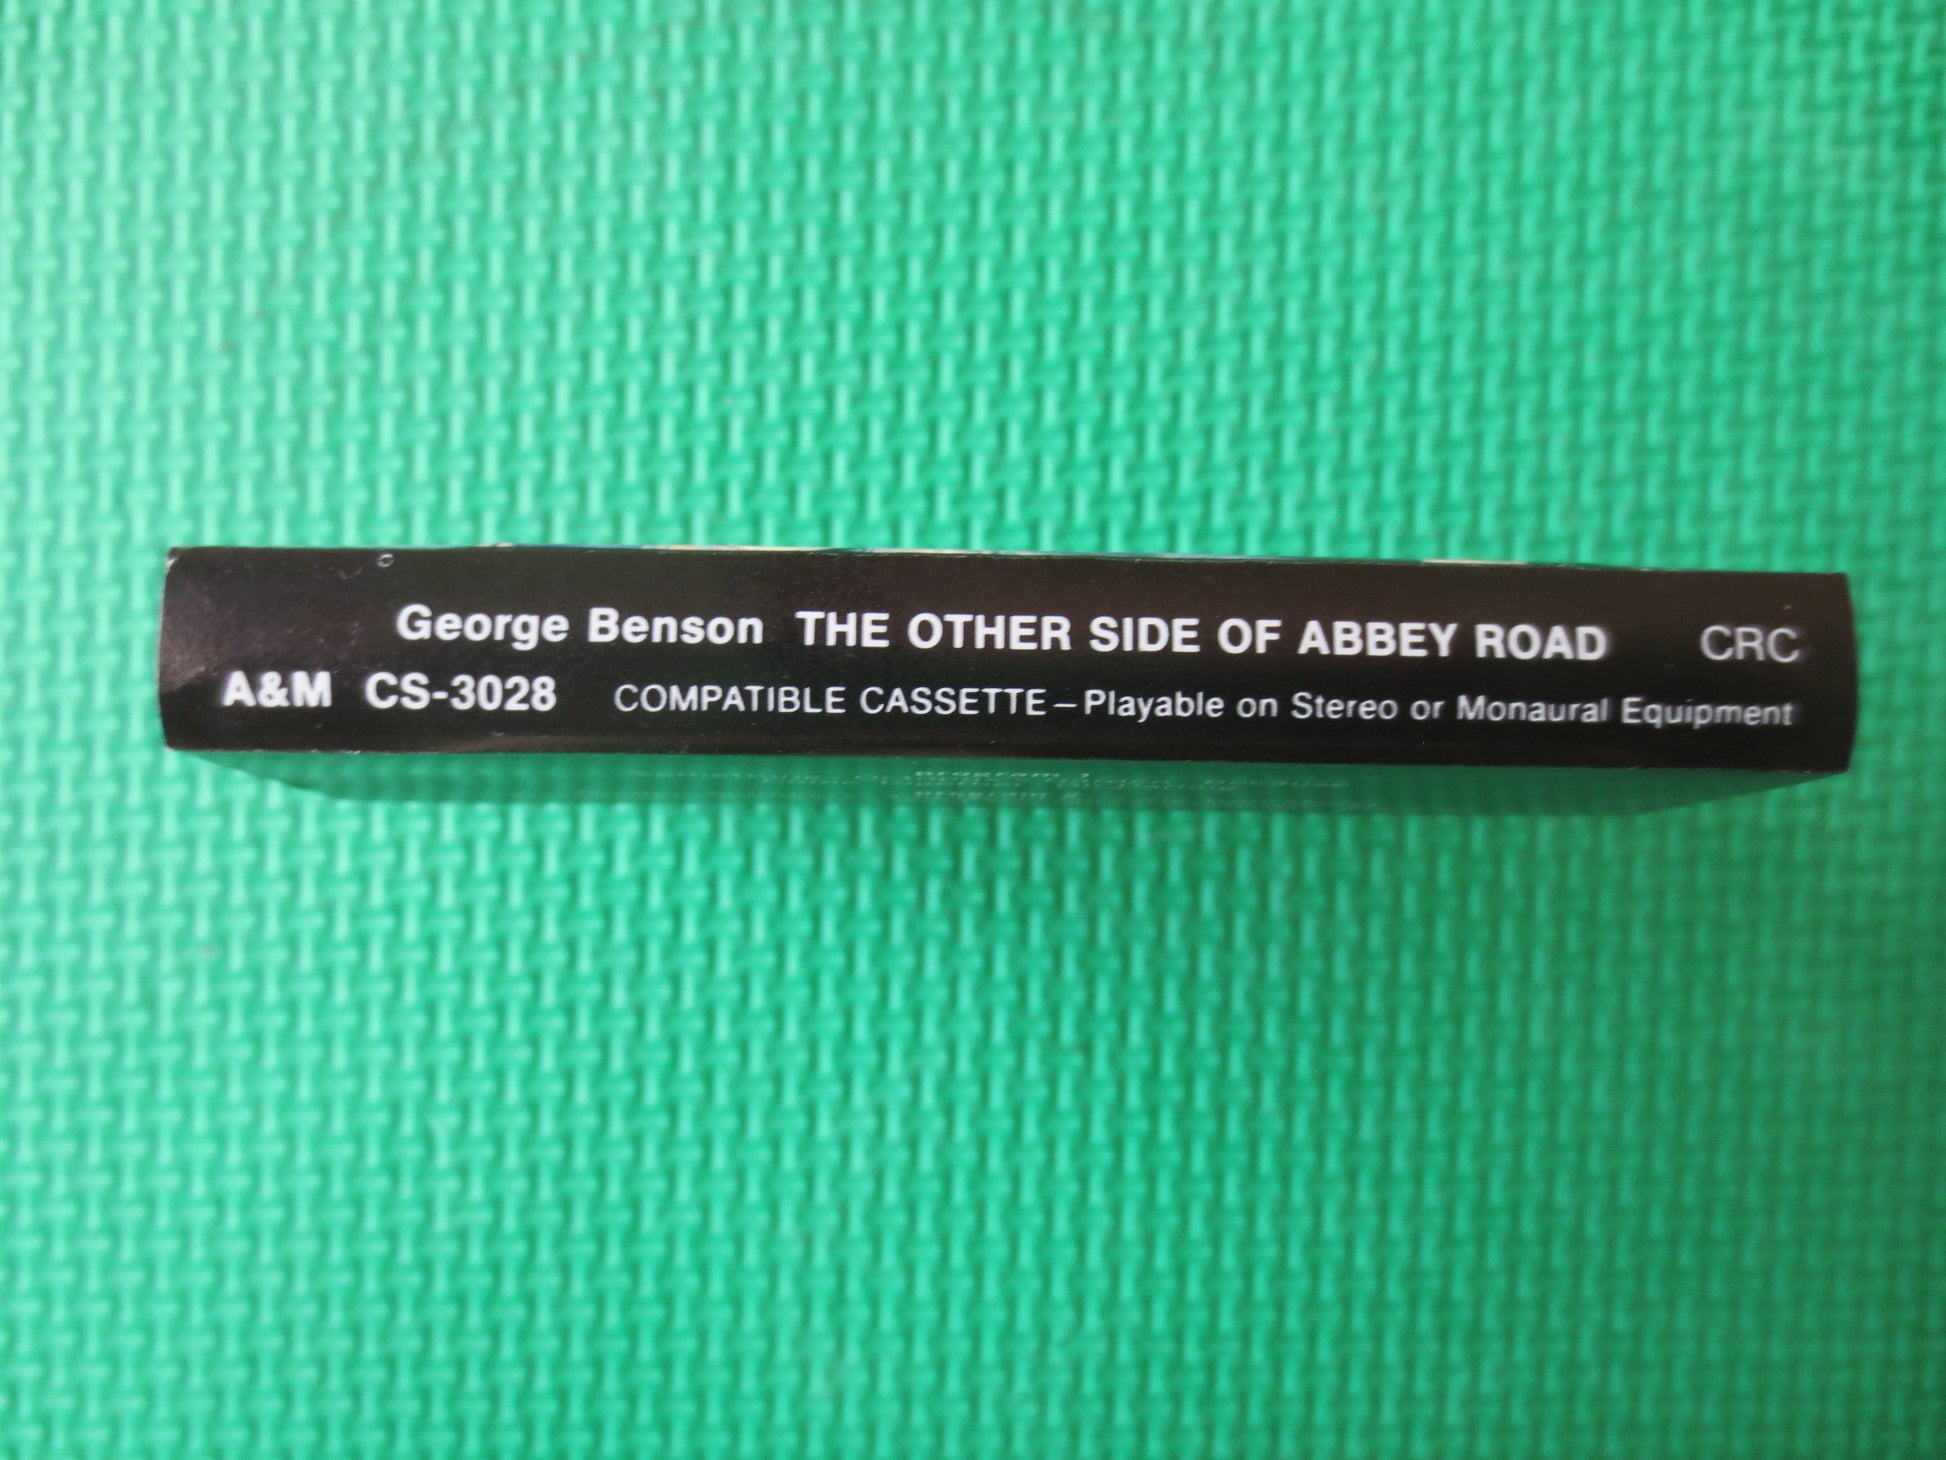 George Benson THE OTHER SIDE OF ABBEY ROAD CRC
A&M CS-3028 COMPATIBLE CASSETTE – Playable on Stereo or Monaural Equipment